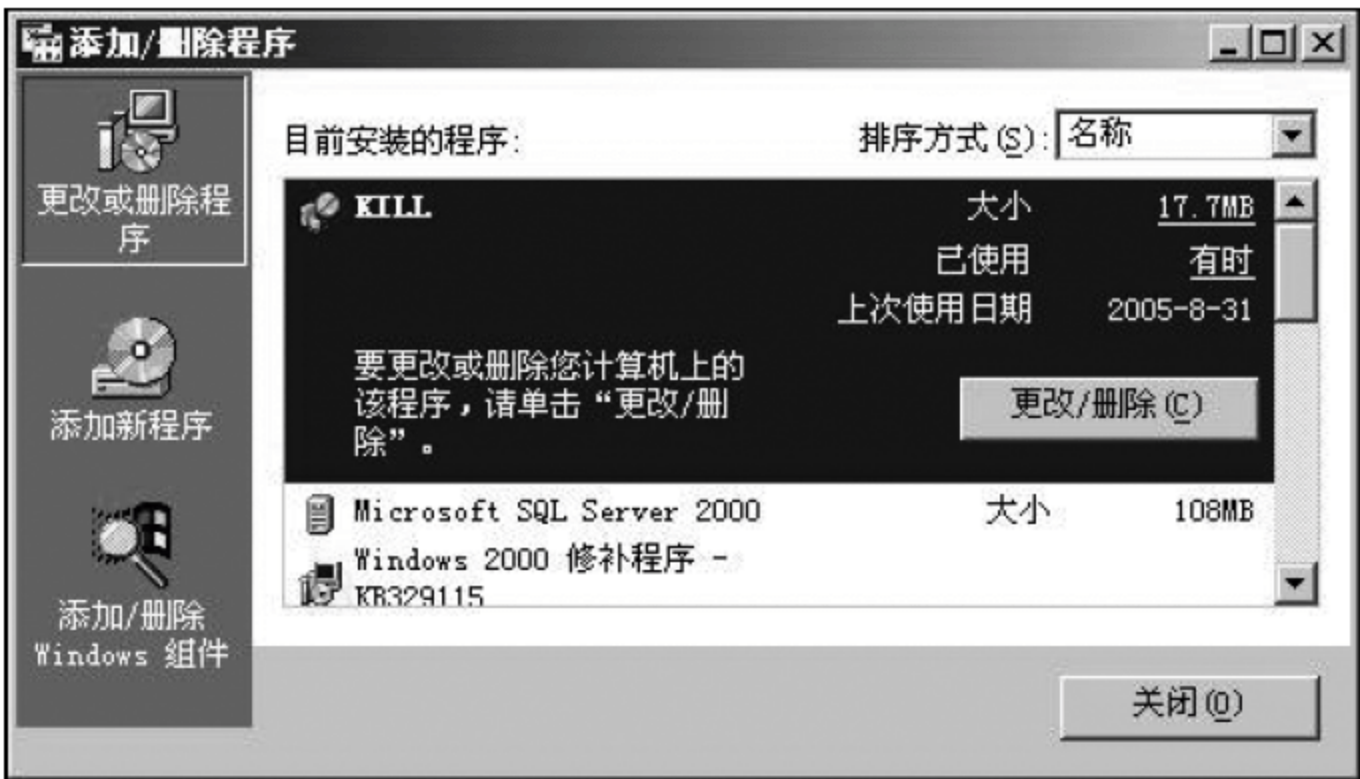 添加/删除程序
更改或删除程
序
添加新程序
添加/删除
Windows 组件
目前安装的程序:
排序方式(S): 名称
KILL 大小 17.7MB
已使用 有时
上次使用日期 2005-8-31
要更改或删除您计算机上的
该程序，请单击“更改/删
除”。
更改/删除(C)
Microsoft SQL Server 2000 大小 108MB
Windows 2000 修补程序 -
KB329115
关闭(O)